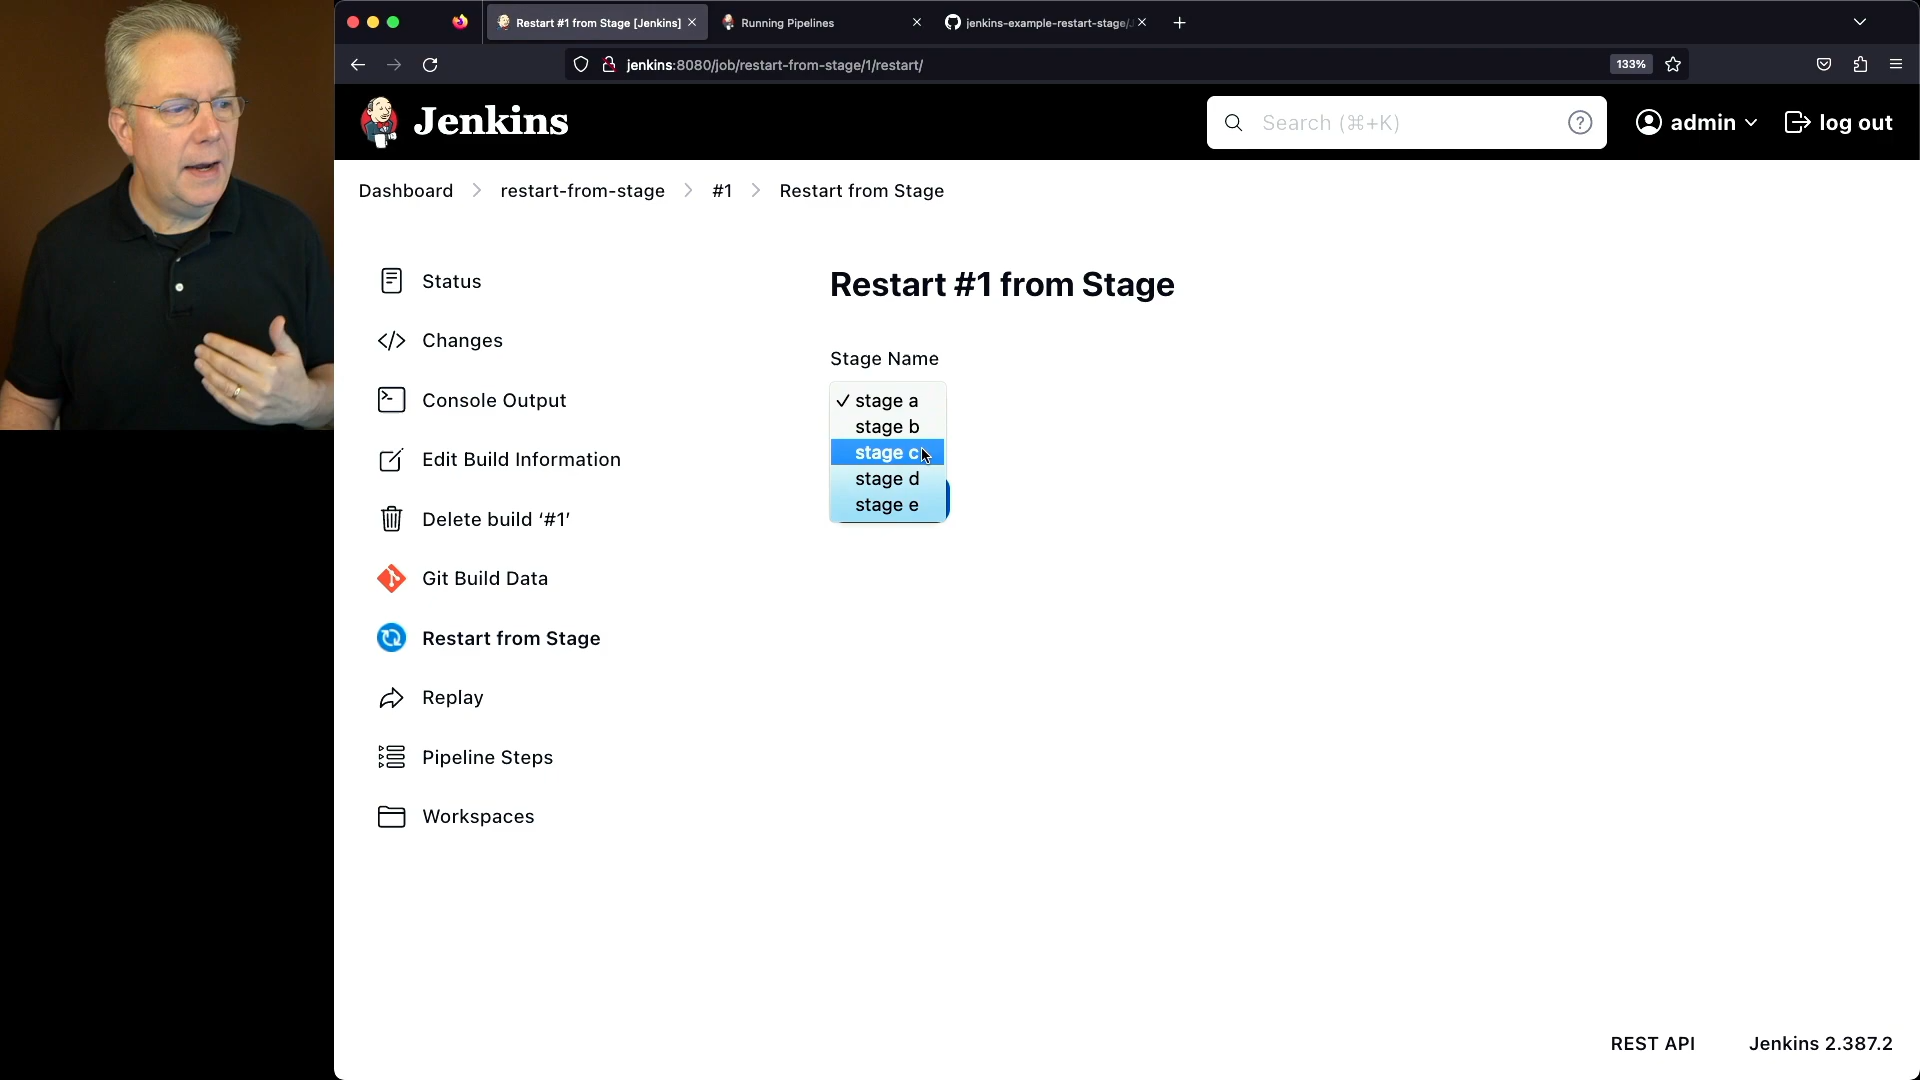 Restart #1 from Stage [Jenkins]
Running Pipelines
jenkins-example-restart-stage/
jenkins:8080/job/restart-from-stage/1/restart/
133%
Jenkins
Search (⌘+K)
admin
log out
Dashboard
restart-from-stage
#1
Restart from Stage
Status
Changes
Console Output
Edit Build Information
Delete build ‘#1’
Git Build Data
Restart from Stage
Replay
Pipeline Steps
Workspaces
Restart #1 from Stage
Stage Name
✓ stage a
stage b
stage c
stage d
stage e
REST API
Jenkins 2.387.2